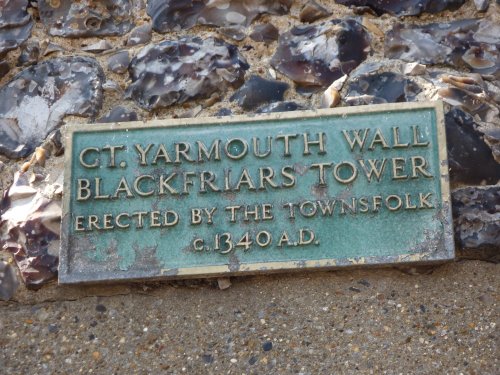 GT. YARMOUTH WALL
BLACKFRIARS TOWER
ERECTED BY THE TOWNSFOLK
c.1340 A.D.